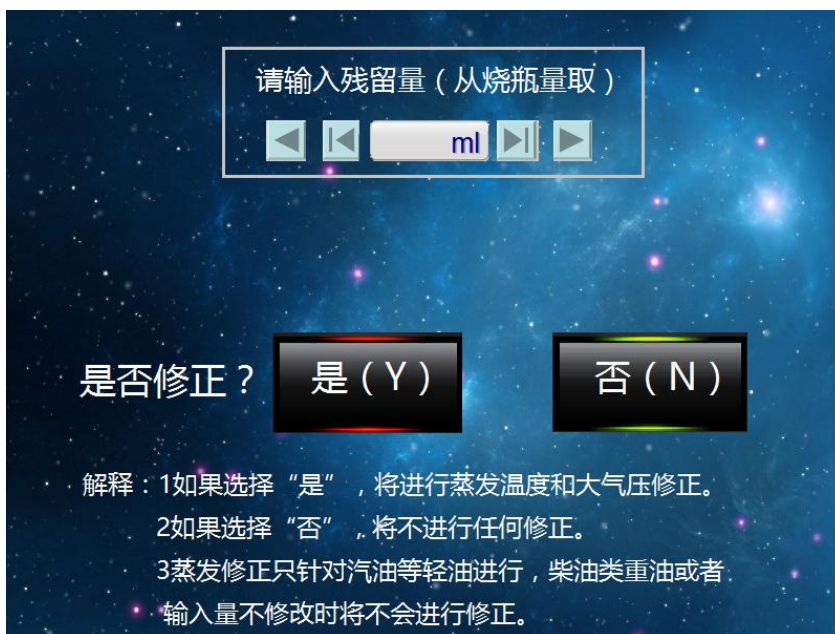 请输入残留量（从烧瓶量取）
ml
是否修正？ 是（Y） 否（N）
解释：1如果选择“是”，将进行蒸发温度和大气压修正。
2如果选择“否”，将不进行任何修正。
3蒸发修正只针对汽油等轻油进行，柴油类重油或者
输入量不修改时将不会进行修正。